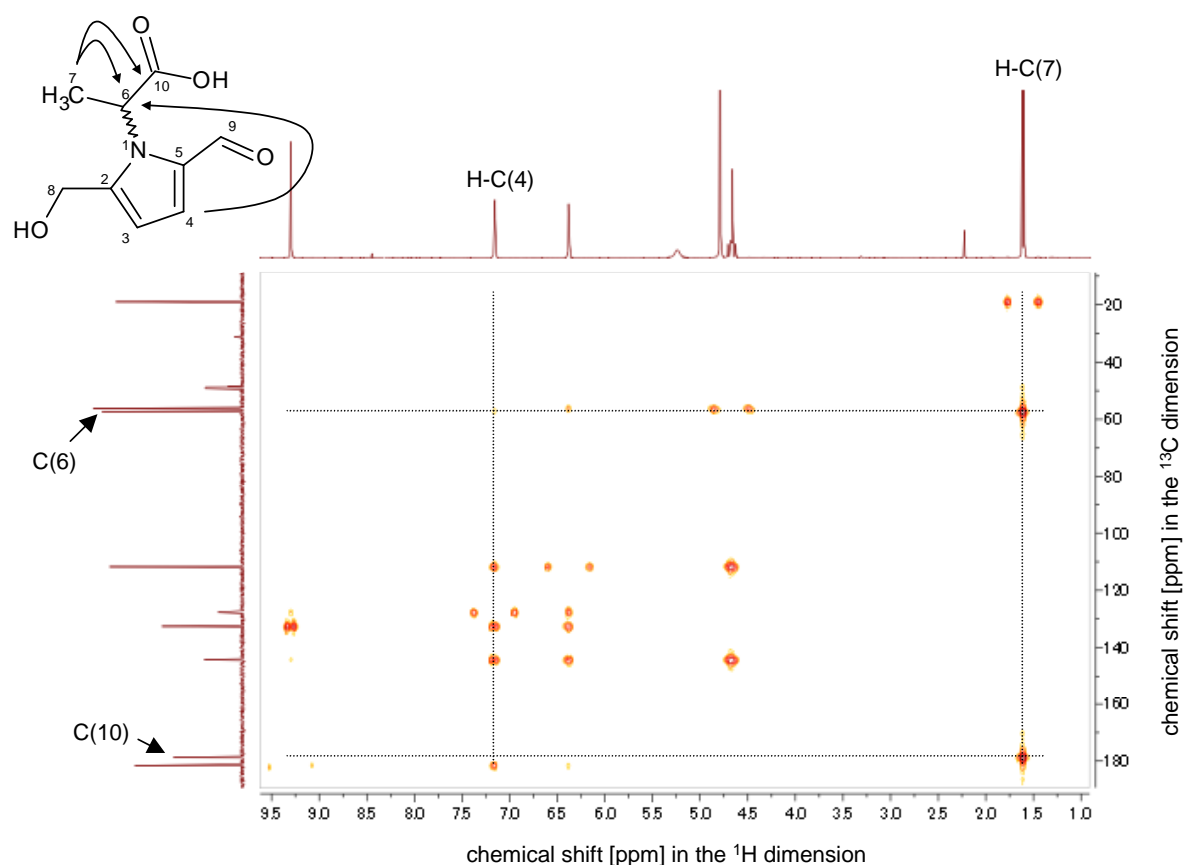 O
7
10
OH
H-C(7)
6
H₃C
9
1
N
5
O
H-C(4)
8
2
4
HO
3
20
40
60
C(6)
80
100
120
140
160
C(10)
180
9.5 9.0 8.5 8.0 7.5 7.0 6.5 6.0 5.5 5.0 4.5 4.0 3.5 3.0 2.5 2.0 1.5 1.0
chemical shift [ppm] in the ¹H dimension
chemical shift [ppm] in the ¹³C dimension